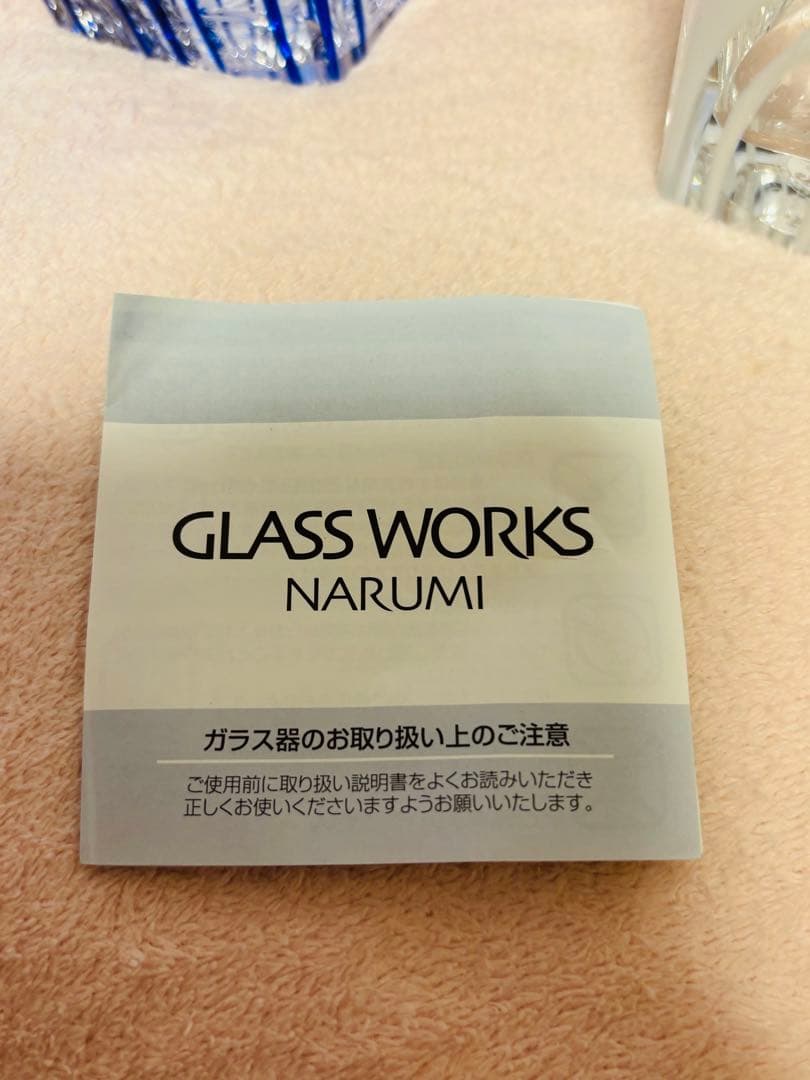 GLASS WORKS
NARUMI
ガラス器のお取り扱い上のご注意
ご使用前に取り扱い説明書をよくお読みいただき
正しくお使いくださいますようお願いいたします。